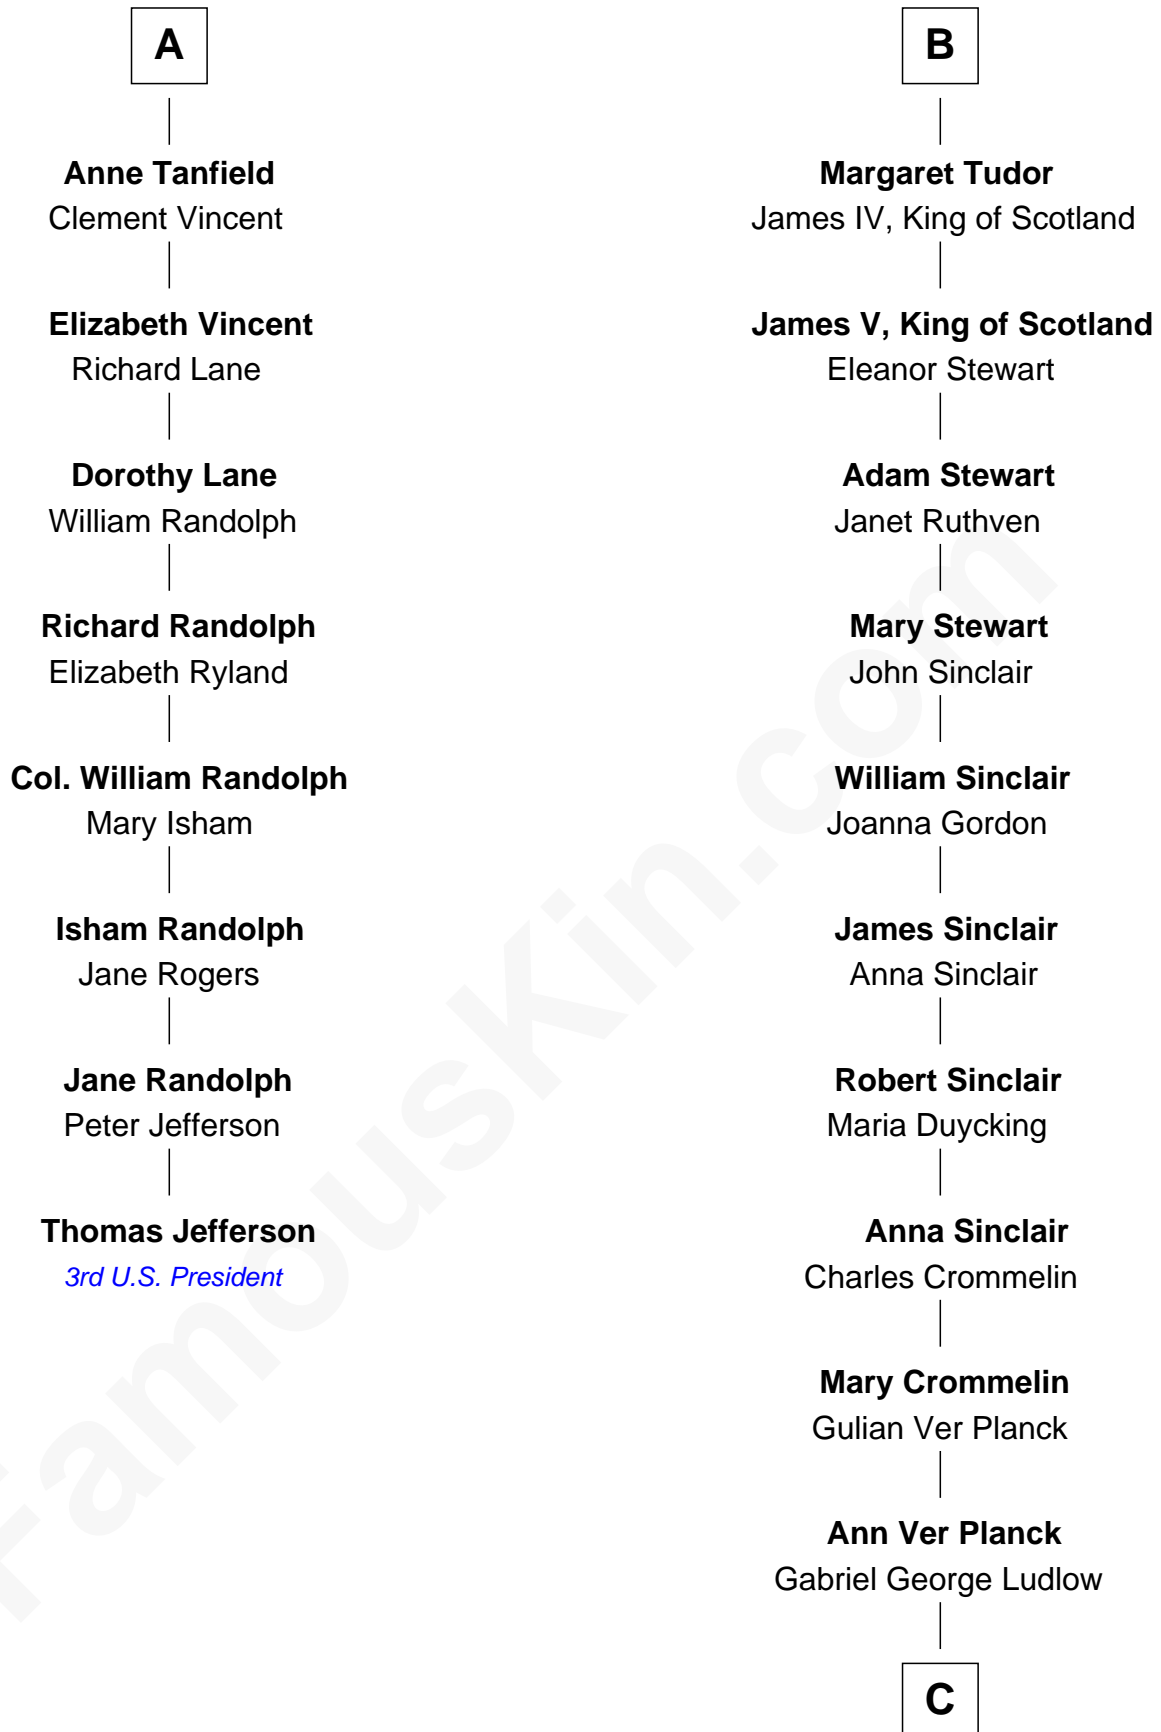 A
Anne Tanfield
Clement Vincent
Elizabeth Vincent
Richard Lane
Dorothy Lane
William Randolph
Richard Randolph
Elizabeth Ryland
Col. William Randolph
Mary Isham
Isham Randolph
Jane Rogers
Jane Randolph
Peter Jefferson
Thomas Jefferson
3rd U.S. President
B
Margaret Tudor
James IV, King of Scotland
James V, King of Scotland
Eleanor Stewart
Adam Stewart
Janet Ruthven
Mary Stewart
John Sinclair
William Sinclair
Joanna Gordon
James Sinclair
Anna Sinclair
Robert Sinclair
Maria Duycking
Anna Sinclair
Charles Crommelin
Mary Crommelin
Gulian Ver Planck
Ann Ver Planck
Gabriel George Ludlow
C
FamousKin.com